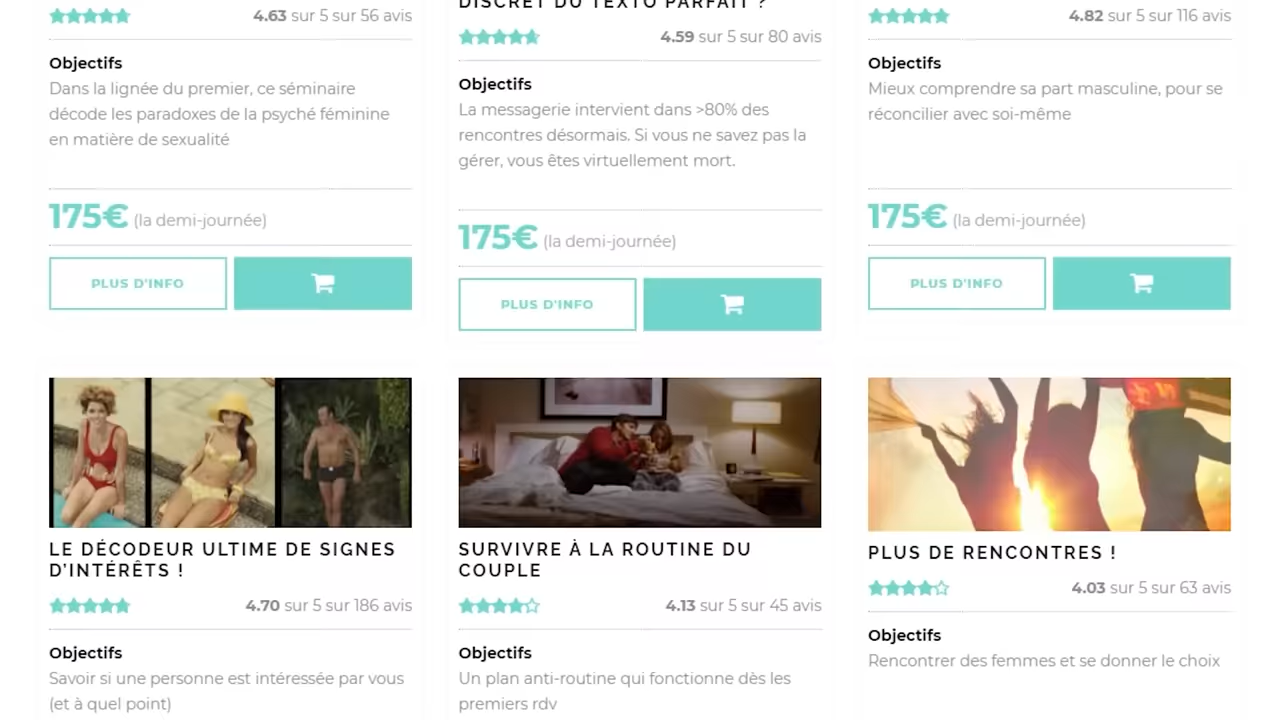 4.63 sur 5 sur 56 avis
Objectifs
Dans la lignée du premier, ce séminaire
décode les paradoxes de la psyché féminine
en matière de sexualité
175€ (la demi-journée)
PLUS D'INFO
DISCRET DU TEXTO PARFAIT ?
4.59 sur 5 sur 80 avis
Objectifs
La messagerie intervient dans >80% des
rencontres désormais. Si vous ne savez pas la
gérer, vous êtes virtuellement mort.
175€ (la demi-journée)
PLUS D'INFO
4.82 sur 5 sur 116 avis
Objectifs
Mieux comprendre sa part masculine, pour se
réconcilier avec soi-même
175€ (la demi-journée)
PLUS D'INFO
LE DÉCODEUR ULTIME DE SIGNES
D'INTÉRÊTS !
4.70 sur 5 sur 186 avis
Objectifs
Savoir si une personne est intéressée par vous
(et à quel point)
SURVIVRE À LA ROUTINE DU
COUPLE
4.13 sur 5 sur 45 avis
Objectifs
Un plan anti-routine qui fonctionne dès les
premiers rdv
PLUS DE RENCONTRES !
4.03 sur 5 sur 63 avis
Objectifs
Rencontrer des femmes et se donner le choix